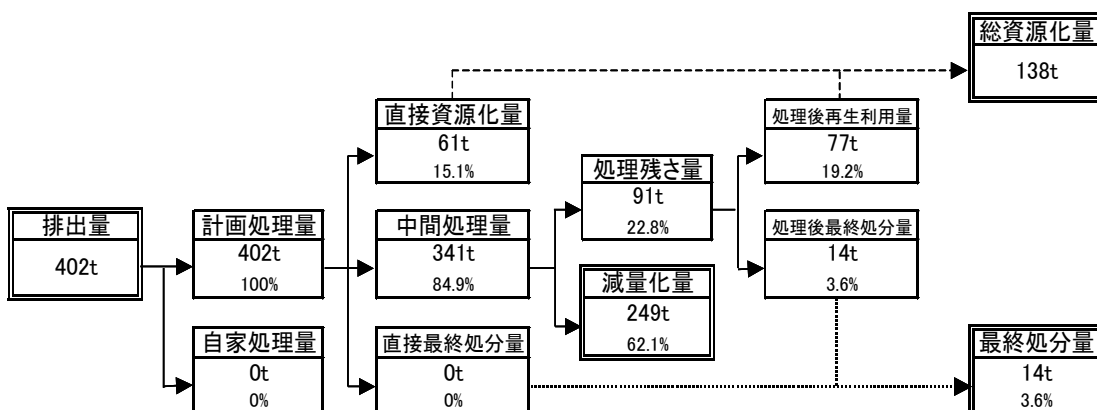 総資源化量
138t
直接資源化量
61t
15.1%
処理後再生利用量
77t
19.2%
処理残さ量
91t
22.8%
排出量
402t
計画処理量
402t
100%
中間処理量
341t
84.9%
処理後最終処分量
14t
3.6%
減量化量
249t
62.1%
自家処理量
0t
0%
直接最終処分量
0t
0%
最終処分量
14t
3.6%